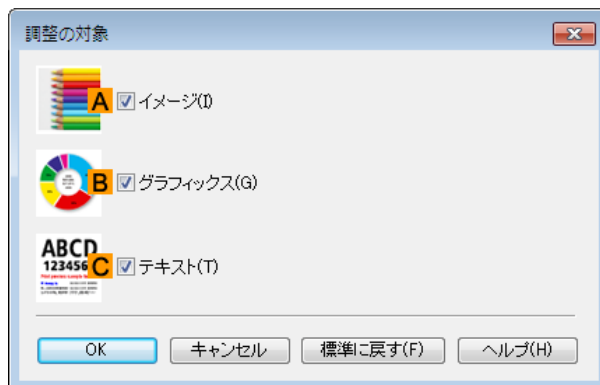 調整の対象
A
イメージ(I)
B
グラフィックス(G)
ABCD
C
テキスト(T)
OK
キャンセル
標準に戻す(F)
ヘルプ(H)